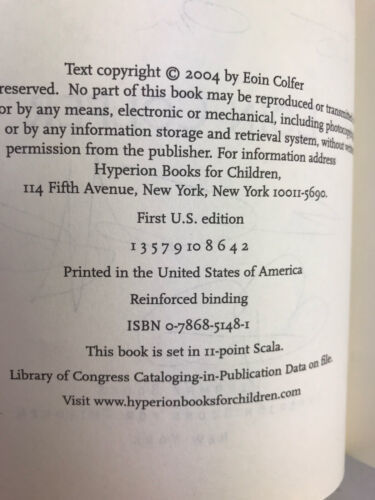 Text copyright © 2004 by Eoin Colfer
reserved. No part of this book may be reproduced or transmitted
or by any means, electronic or mechanical, including photocopying
or by any information storage and retrieval system, without
permission from the publisher. For information address
Hyperion Books for Children,
114 Fifth Avenue, New York, New York 10011-5690.
First U.S. edition
1 3 5 7 9 10 8 6 4 2
Printed in the United States of America
Reinforced binding
ISBN 0-7868-5148-1
This book is set in 11-point Scala.
Library of Congress Cataloging-in-Publication Data on file.
Visit www.hyperionbooksforchildren.com